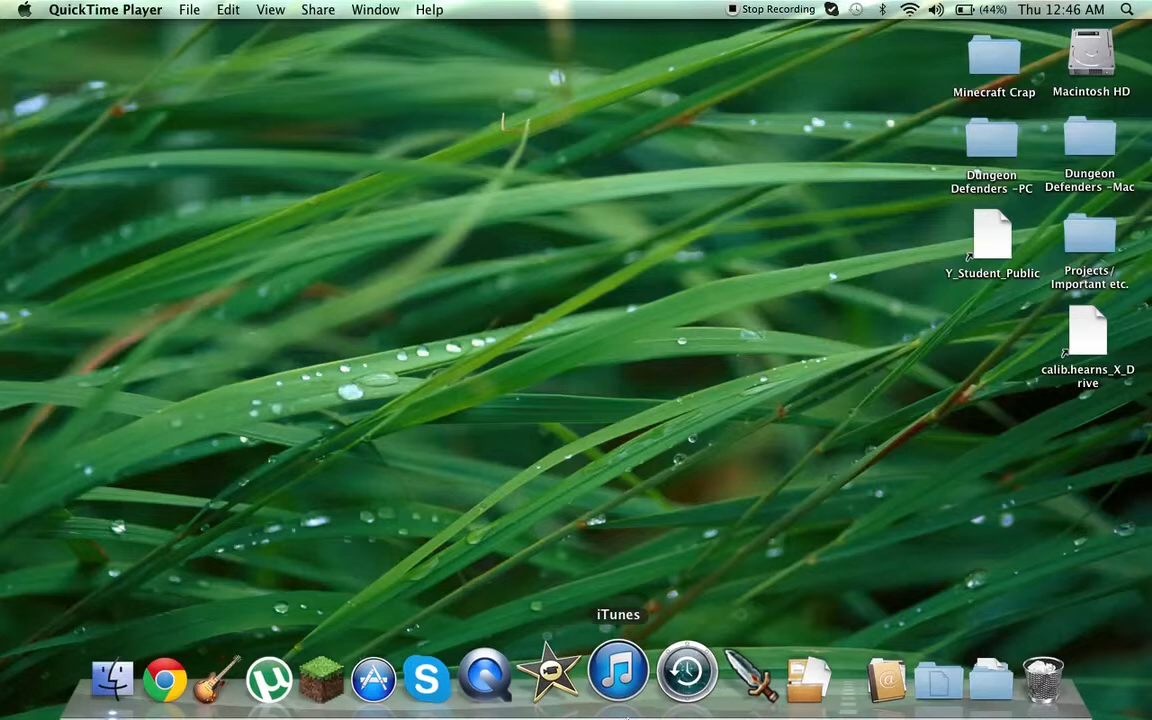 QuickTime Player File Edit View Share Window Help Stop Recording (44%) Thu 12:46 AM
Minecraft Crap
Macintosh HD
Dungeon
Defenders -PC
Dungeon
Defenders -Mac
Y_Student_Public
Projects/
Important etc.
calib.hearns_X_D
rive
iTunes